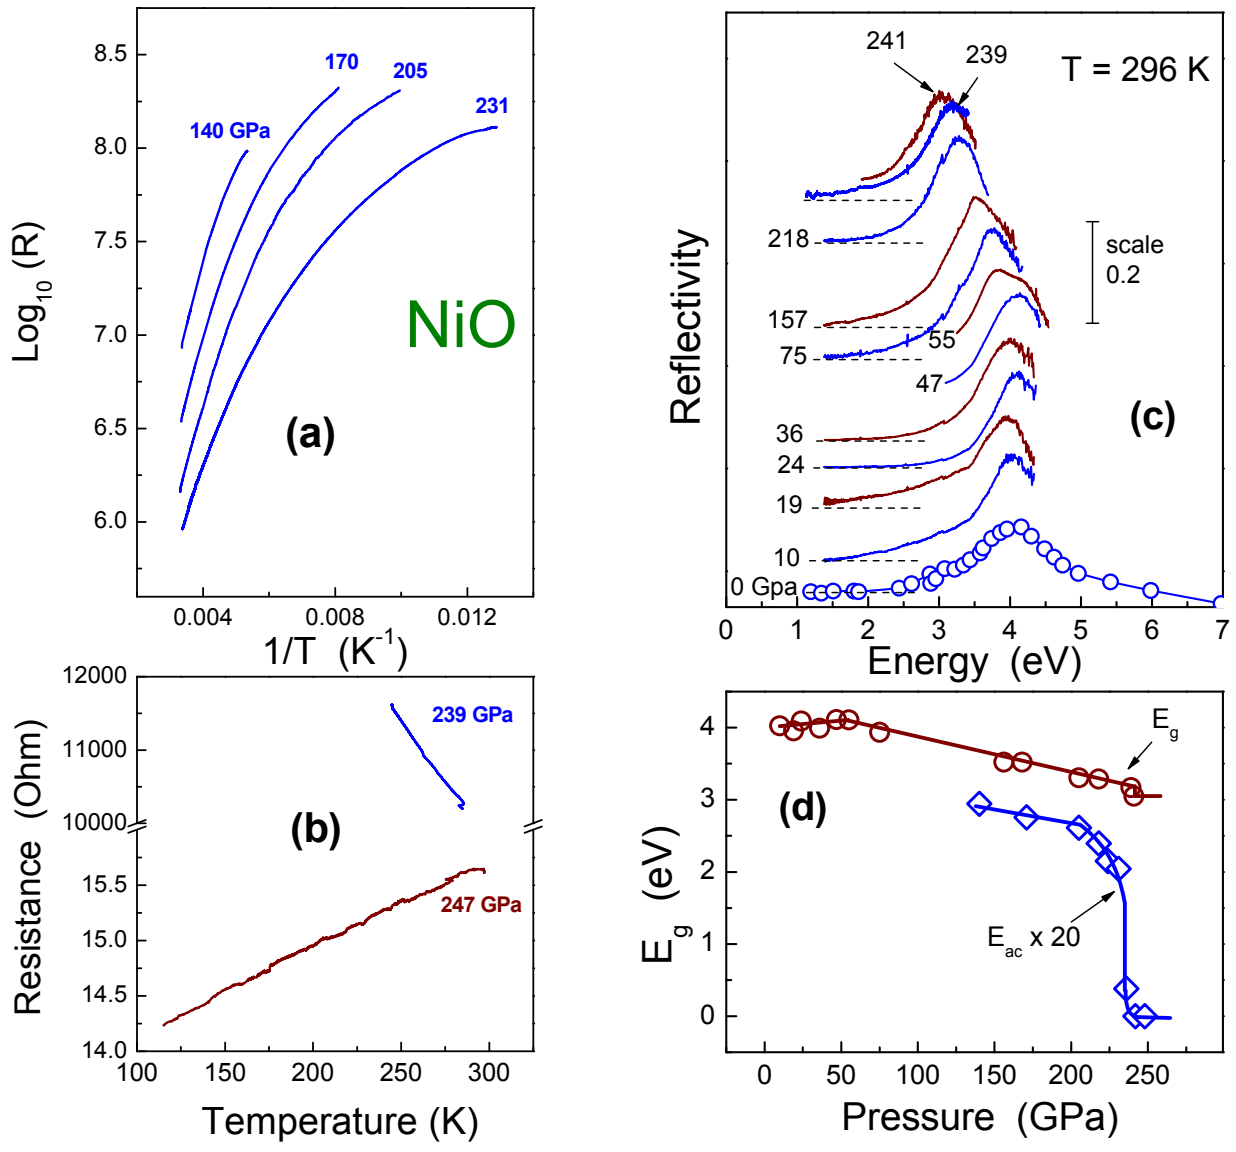 8.5
8.0
7.5
7.0
6.5
6.0
Log10 (R)
140 GPa
170
205
231
NiO
(a)
0.004
0.008
0.012
1/T (K-1)
12000
11000
10000
15.5
15.0
14.5
14.0
Resistance (Ohm)
239 GPa
(b)
247 GPa
100
150
200
250
300
Temperature (K)
241
239
T = 296 K
218
157
75
55
47
36
24
19
10
0 Gpa
scale
0.2
(c)
Reflectivity
0
1
2
3
4
5
6
7
Energy (eV)
4
3
2
1
0
Eg (eV)
Eg
(d)
Eac x 20
0
50
100
150
200
250
Pressure (GPa)